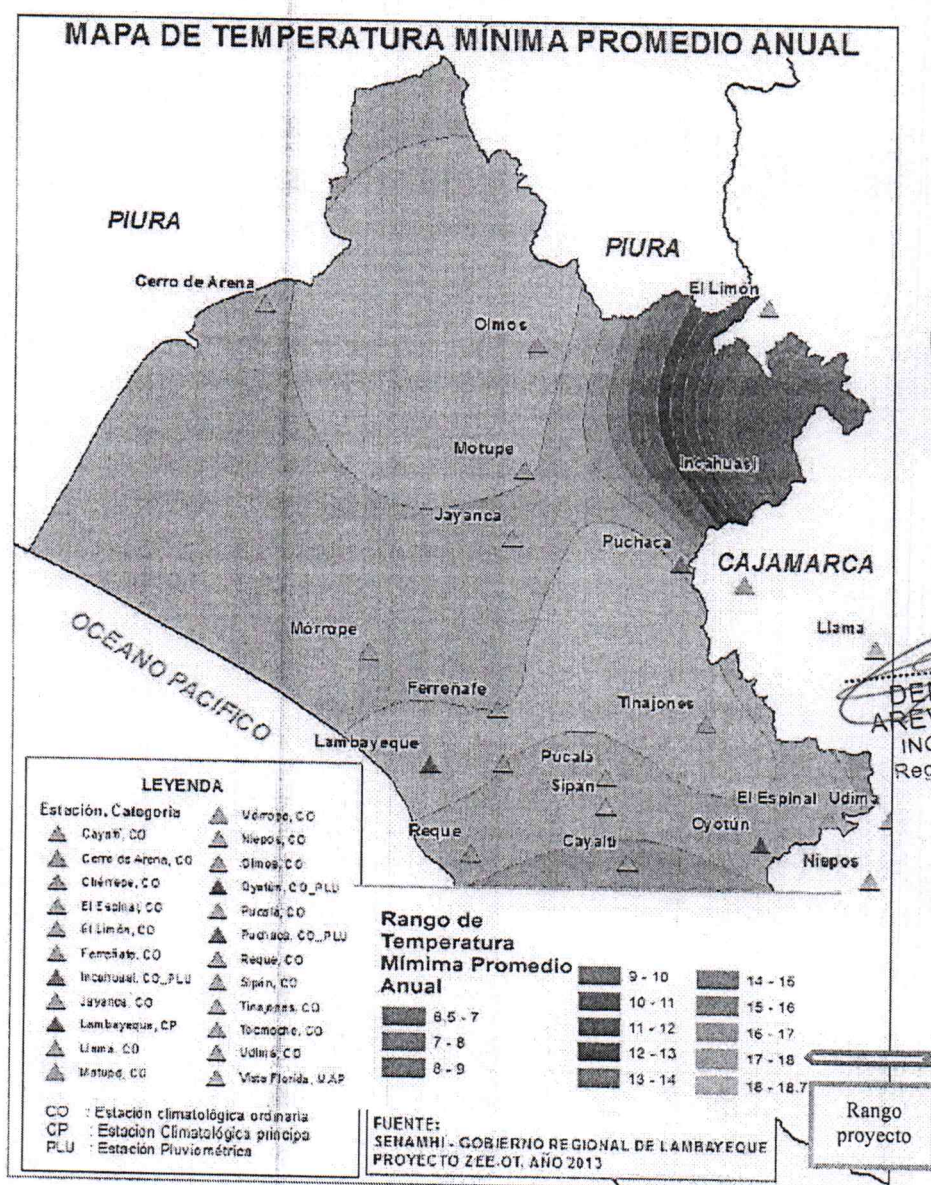 MAPA DE TEMPERATURA MÍNIMA PROMEDIO ANUAL
PIURA
PIURA
Cerro de Arena
El Limón
Olmos
Motupe
Incahuasi
Jayanca
Puchaca
CAJAMARCA
Mórrope
Llama
OCEANO PACIFICO
Ferreñafe
Tinajones
Lambayeque
Pucalá
Sipán
El Espinal
Udima
Reque
Cayalti
Oyotún
Niepos
LEYENDA
Estación, Categoria
Cayalti, CO
Cerro de Arena, CO
Chérrepe, CO
El Espinal, CO
El Limón, CO
Ferreñafe, CO
Incahuasi, CO_PLU
Jayanca, CO
Lambayeque, CP
Llama, CO
Motupe, CO
Mórrope, CO
Niepos, CO
Olmos, CO
Oyotún, CO_PLU
Pucalá, CO
Puchaca, CO_PLU
Reque, CO
Sipán, CO
Tinajones, CO
Tocmoche, CO
Udima, CO
Vista Florida, MAP
CO : Estación climatológica ordinaria
CP : Estación Climatológica principa
PLU : Estación Pluviométrica
Rango de
Temperatura
Mímima Promedio
Anual
6,5 - 7
7 - 8
8 - 9
9 - 10
10 - 11
11 - 12
12 - 13
13 - 14
14 - 15
15 - 16
16 - 17
17 - 18
18 - 18.7
Rango
proyecto
FUENTE:
SENAMHI - GOBIERNO REGIONAL DE LAMBAYEQUE
PROYECTO ZEE-OT, AÑO 2013